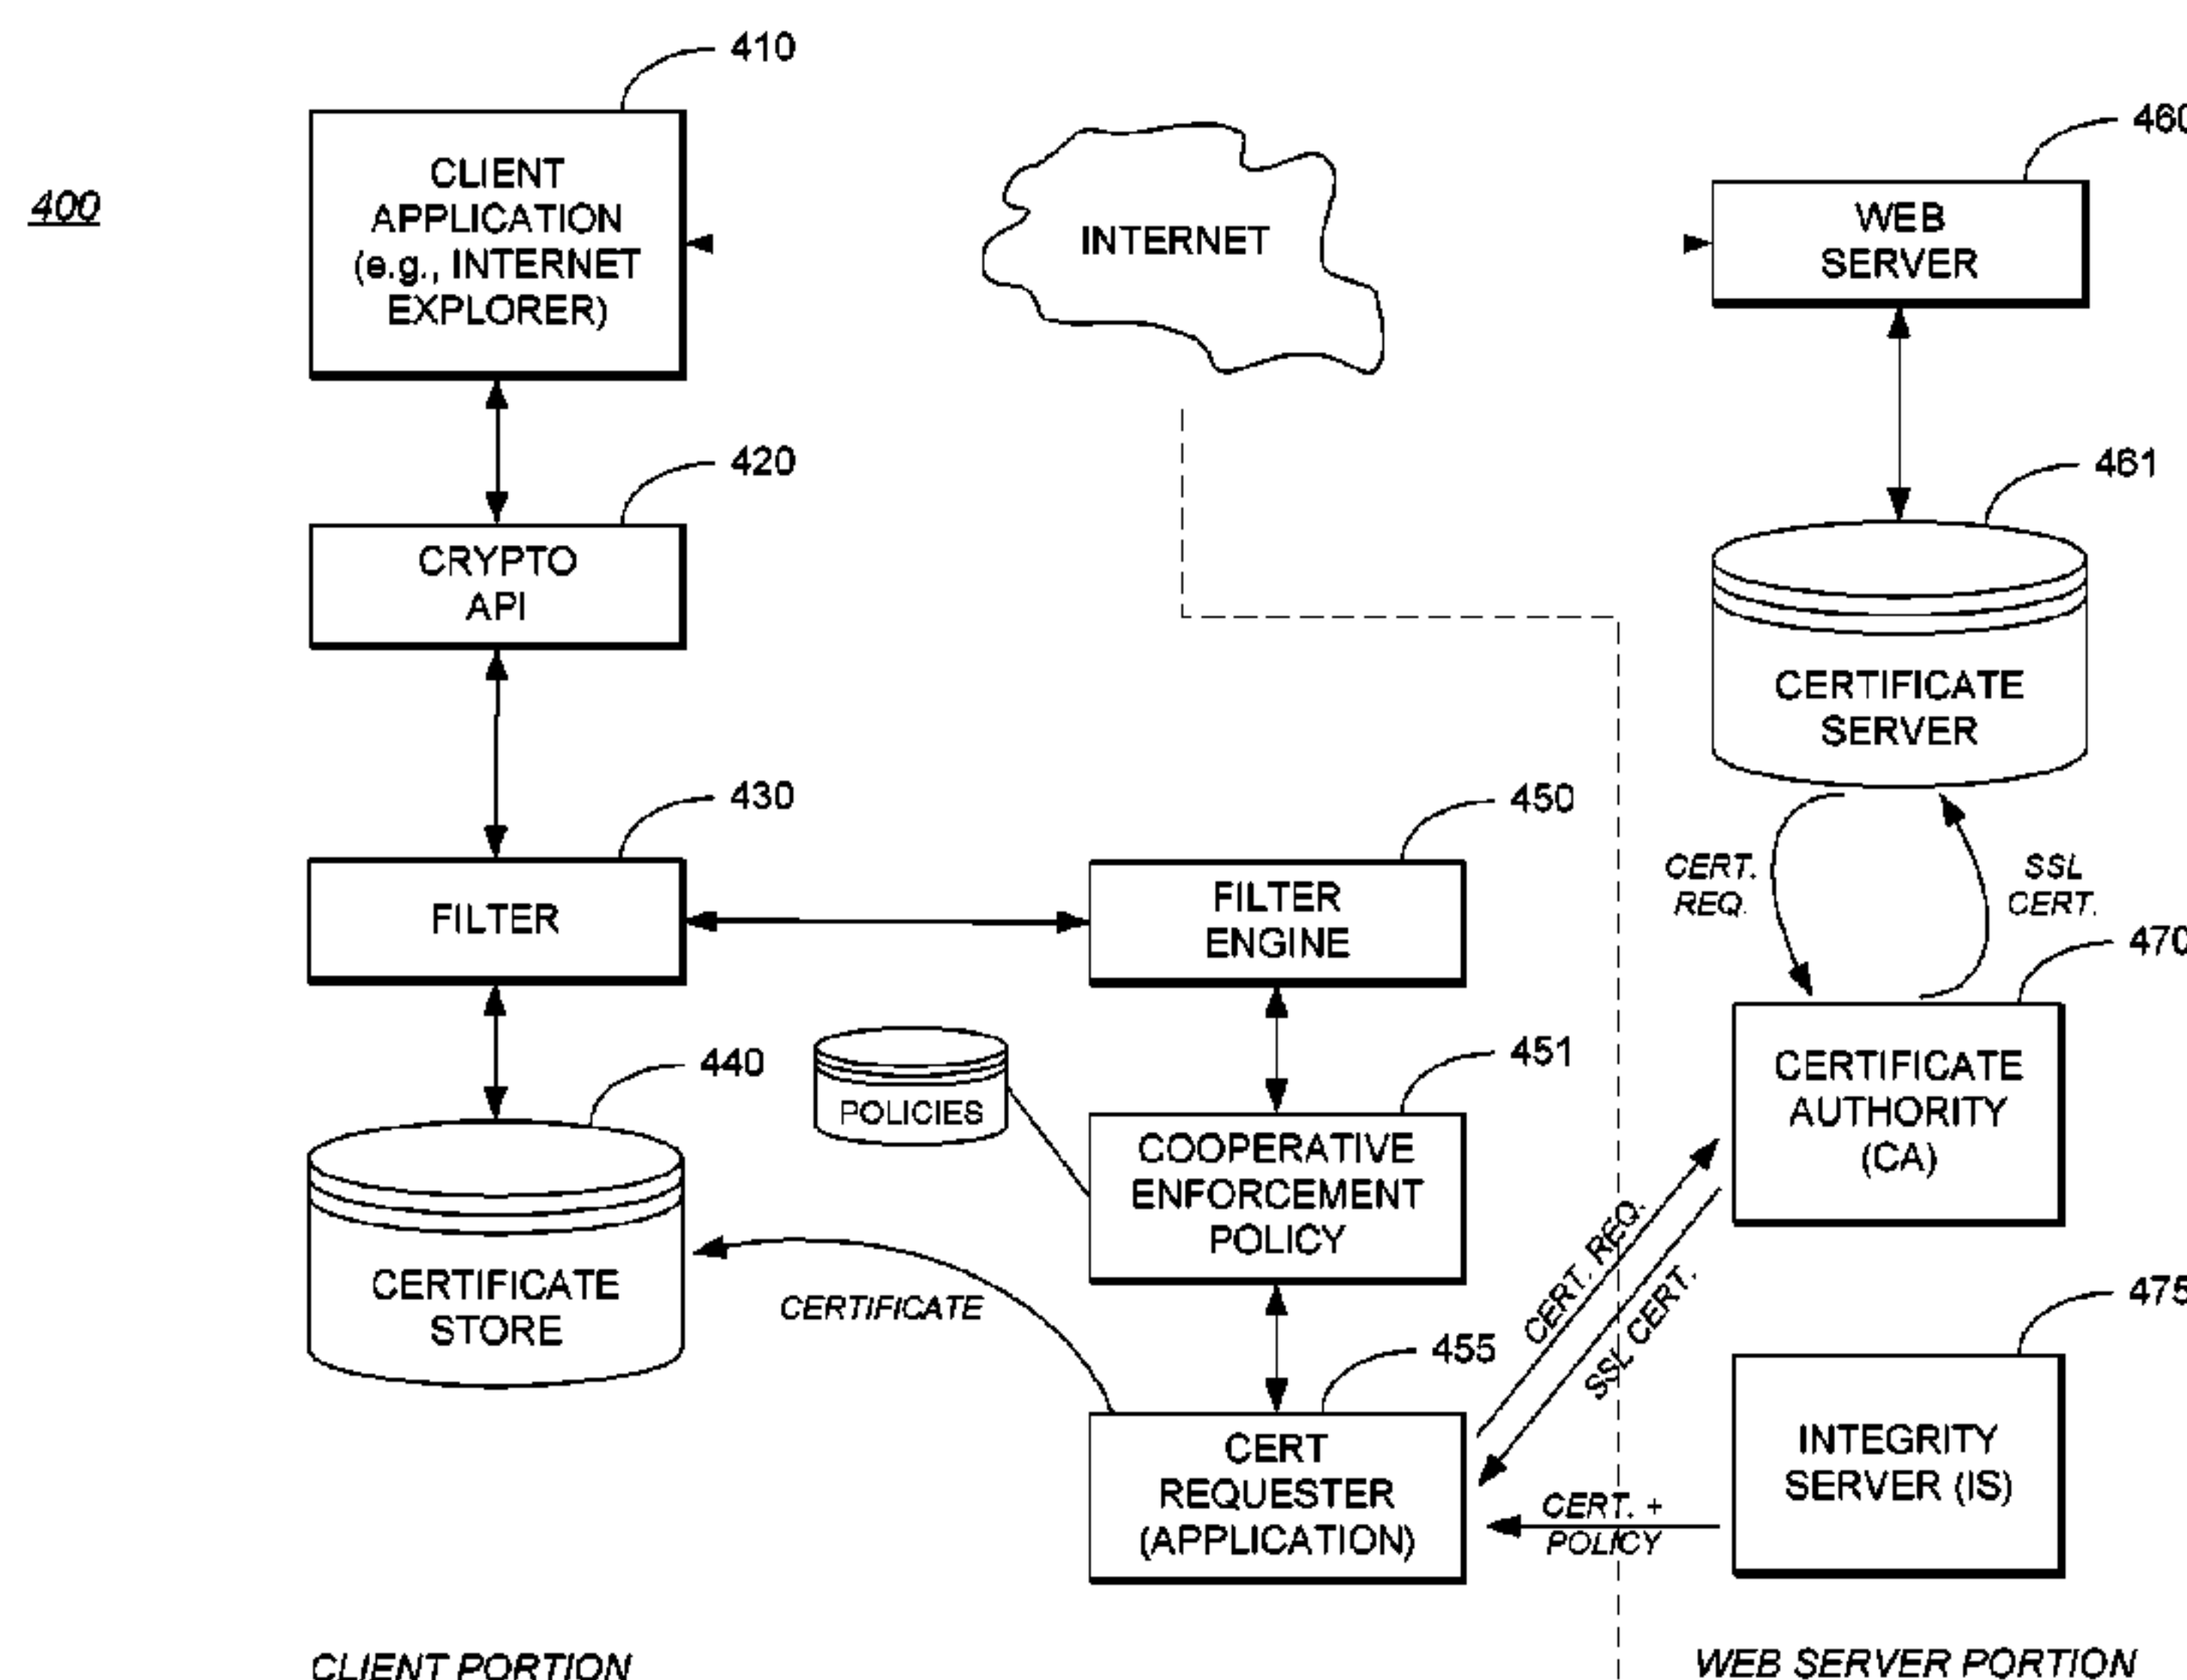 400
410
CLIENT
APPLICATION
(e.g., INTERNET
EXPLORER)
INTERNET
460
WEB
SERVER
420
CRYPTO
API
461
CERTIFICATE
SERVER
430
FILTER
450
FILTER
ENGINE
CERT.
REQ.
SSL
CERT.
470
CERTIFICATE
AUTHORITY
(CA)
440
CERTIFICATE
STORE
POLICIES
451
COOPERATIVE
ENFORCEMENT
POLICY
CERTIFICATE
CERT. REQ.
SSL CERT.
455
CERT
REQUESTER
(APPLICATION)
CERT. +
POLICY
475
INTEGRITY
SERVER (IS)
CLIENT PORTION
WEB SERVER PORTION